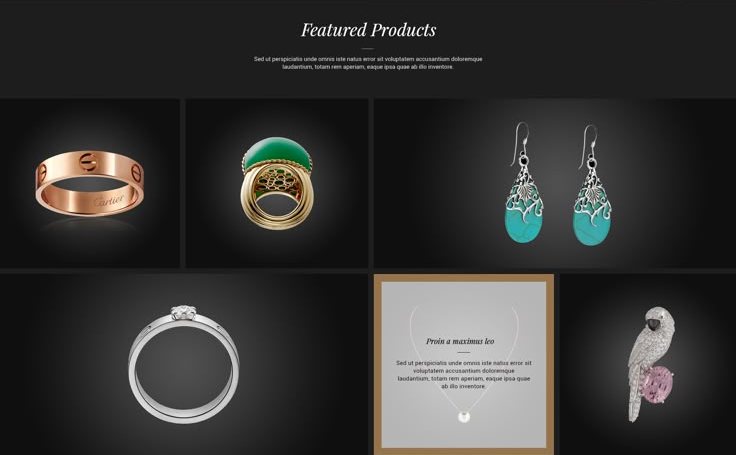 Featured Products
Sed ut perspiciatis unde omnis iste natus error sit voluptatem accusantium doloremque
laudantium, totam rem aperiam, eaque ipsa quae ab illo inventore.
Cartier
Proin a maximus leo
Sed ut perspiciatis unde omnis iste natus error sit
voluptatem accusantium doloremque
laudantium, totam rem aperiam, eaque ipsa quae
ab illo inventore.